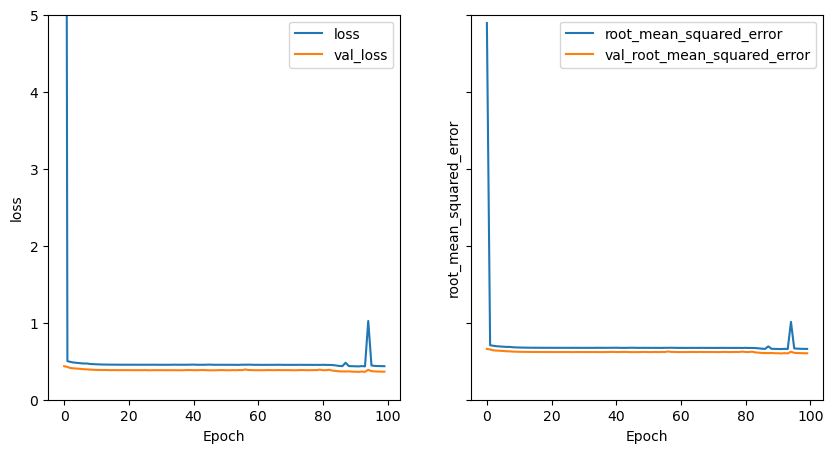 5
4
3
2
1
0
loss
0
20
40
60
80
100
Epoch
loss
val_loss
root_mean_squared_error
0
20
40
60
80
100
Epoch
root_mean_squared_error
val_root_mean_squared_error